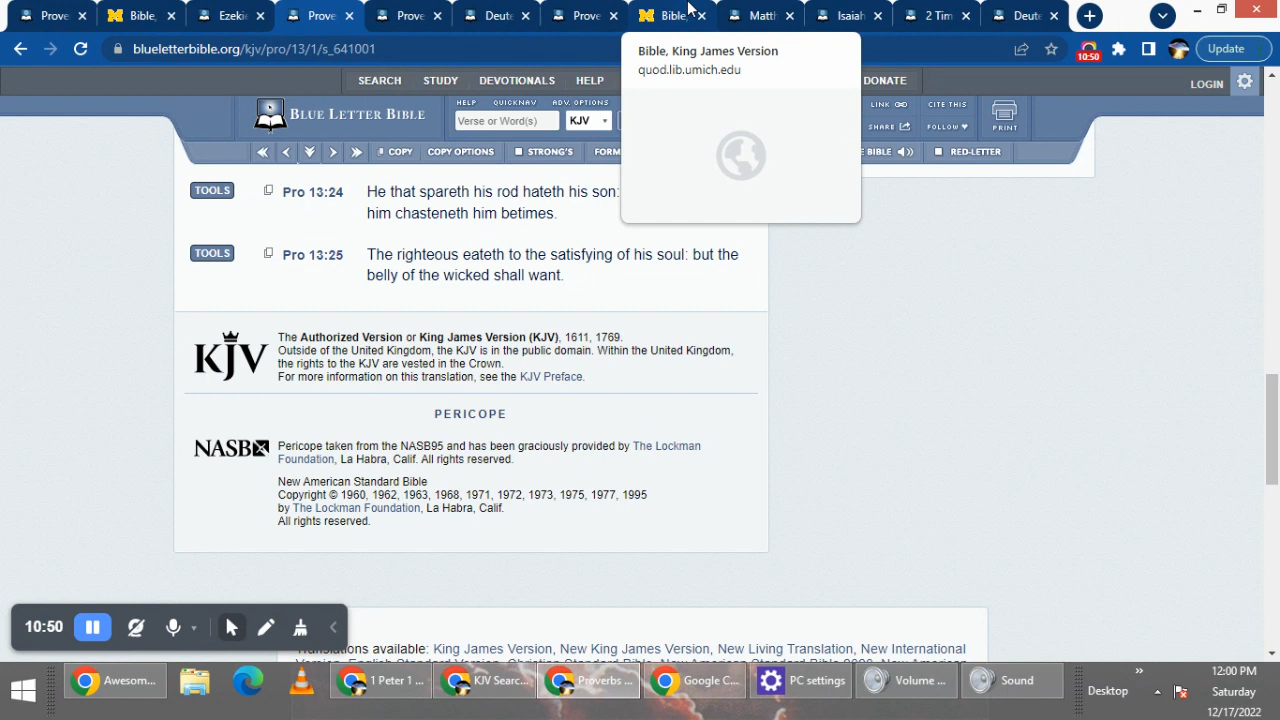 Prove
Bible,
Ezekie
Prove
Prove
Deute
Prove
Bible,
Matth
Isaiah
2 Tim
Deute
blueletterbible.org/kjv/pro/13/1/s_641001
10:50
Update
Bible, King James Version
quod.lib.umich.edu
SEARCH STUDY DEVOTIONALS HELP DONATE LOGIN
BLUE LETTER BIBLE
HELP QUICKNAV ADV. OPTIONS
Verse or Word(s) KJV
LINK CITE THIS
SHARE FOLLOW PRINT
COPY COPY OPTIONS STRONG'S FORM BIBLE RED-LETTER
TOOLS Pro 13:24 He that spareth his rod hateth his son:
him chasteneth him betimes.
TOOLS Pro 13:25 The righteous eateth to the satisfying of his soul: but the
belly of the wicked shall want.
KJV
The Authorized Version or King James Version (KJV), 1611, 1769.
Outside of the United Kingdom, the KJV is in the public domain. Within the United Kingdom,
the rights to the KJV are vested in the Crown.
For more information on this translation, see the KJV Preface.
PERICOPE
NASB
Pericope taken from the NASB95 and has been graciously provided by The Lockman
Foundation, La Habra, Calif. All rights reserved.
New American Standard Bible
Copyright © 1960, 1962, 1963, 1968, 1971, 1972, 1973, 1975, 1977, 1995
by The Lockman Foundation, La Habra, Calif.
All rights reserved.
10:50
Translations available: King James Version, New King James Version, New Living Translation, New International
Awesom...
1 Peter 1 ...
KJV Searc...
Proverbs ...
Google C...
PC settings
Volume ...
Sound
Desktop
12:00 PM
Saturday
12/17/2022